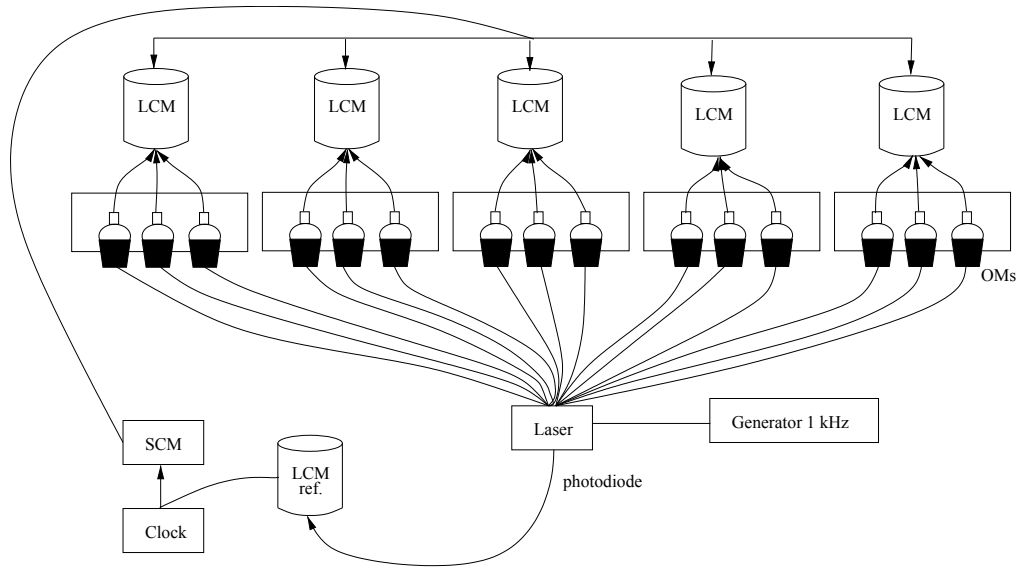 LCM
LCM
LCM
LCM
LCM
OMs
Laser
Generator 1 kHz
SCM
LCM
ref.
photodiode
Clock